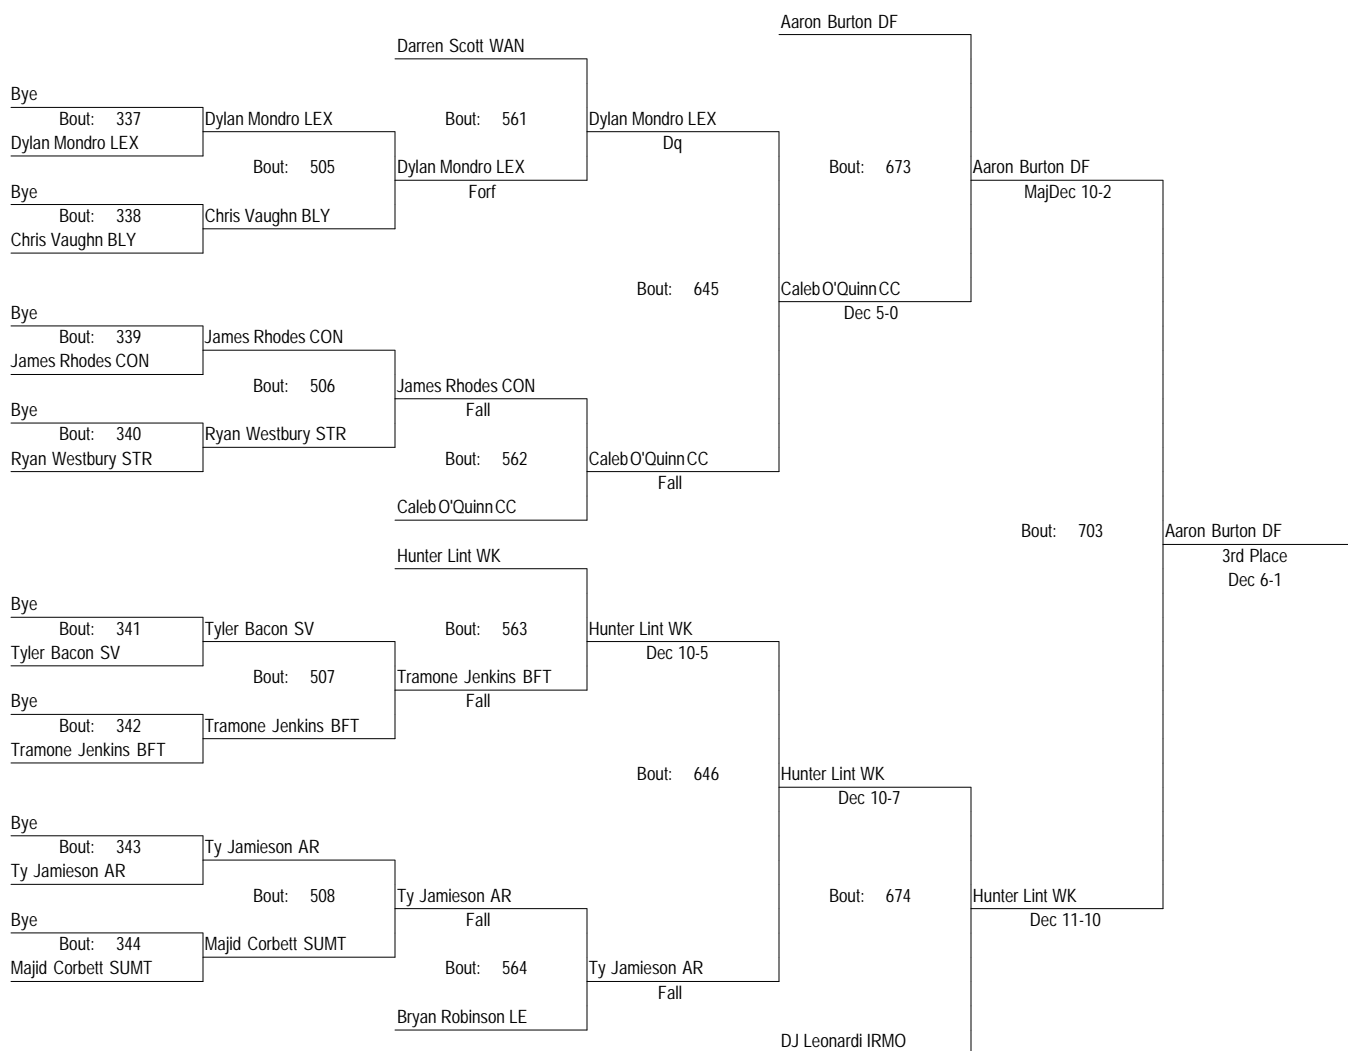 Aaron Burton DF
Darren Scott WAN
Bye
Bout: 337 Dylan Mondro LEX Bout: 561 Dylan Mondro LEX
Dylan Mondro LEX Dq
Bout: 505 Dylan Mondro LEX Bout: 673 Aaron Burton DF
Bye Forf MajDec 10-2
Bout: 338 Chris Vaughn BLY
Chris Vaughn BLY
Bout: 645 Caleb O'Quinn CC
Bye Dec 5-0
Bout: 339 James Rhodes CON
James Rhodes CON
Bout: 506 James Rhodes CON
Bye Fall
Bout: 340 Ryan Westbury STR
Ryan Westbury STR Bout: 562 Caleb O'Quinn CC
Fall
Caleb O'Quinn CC
Bout: 703 Aaron Burton DF
Hunter Lint WK 3rd Place
Dec 6-1
Bye
Bout: 341 Tyler Bacon SV Bout: 563 Hunter Lint WK
Tyler Bacon SV Dec 10-5
Bout: 507 Tramone Jenkins BFT
Bye Fall
Bout: 342 Tramone Jenkins BFT
Tramone Jenkins BFT
Bout: 646 Hunter Lint WK
Dec 10-7
Bye
Bout: 343 Ty Jamieson AR
Ty Jamieson AR
Bout: 508 Ty Jamieson AR Bout: 674 Hunter Lint WK
Bye Fall Dec 11-10
Bout: 344 Majid Corbett SUMT
Majid Corbett SUMT Bout: 564 Ty Jamieson AR
Fall
Bryan Robinson LE
DJ Leonardi IRMO